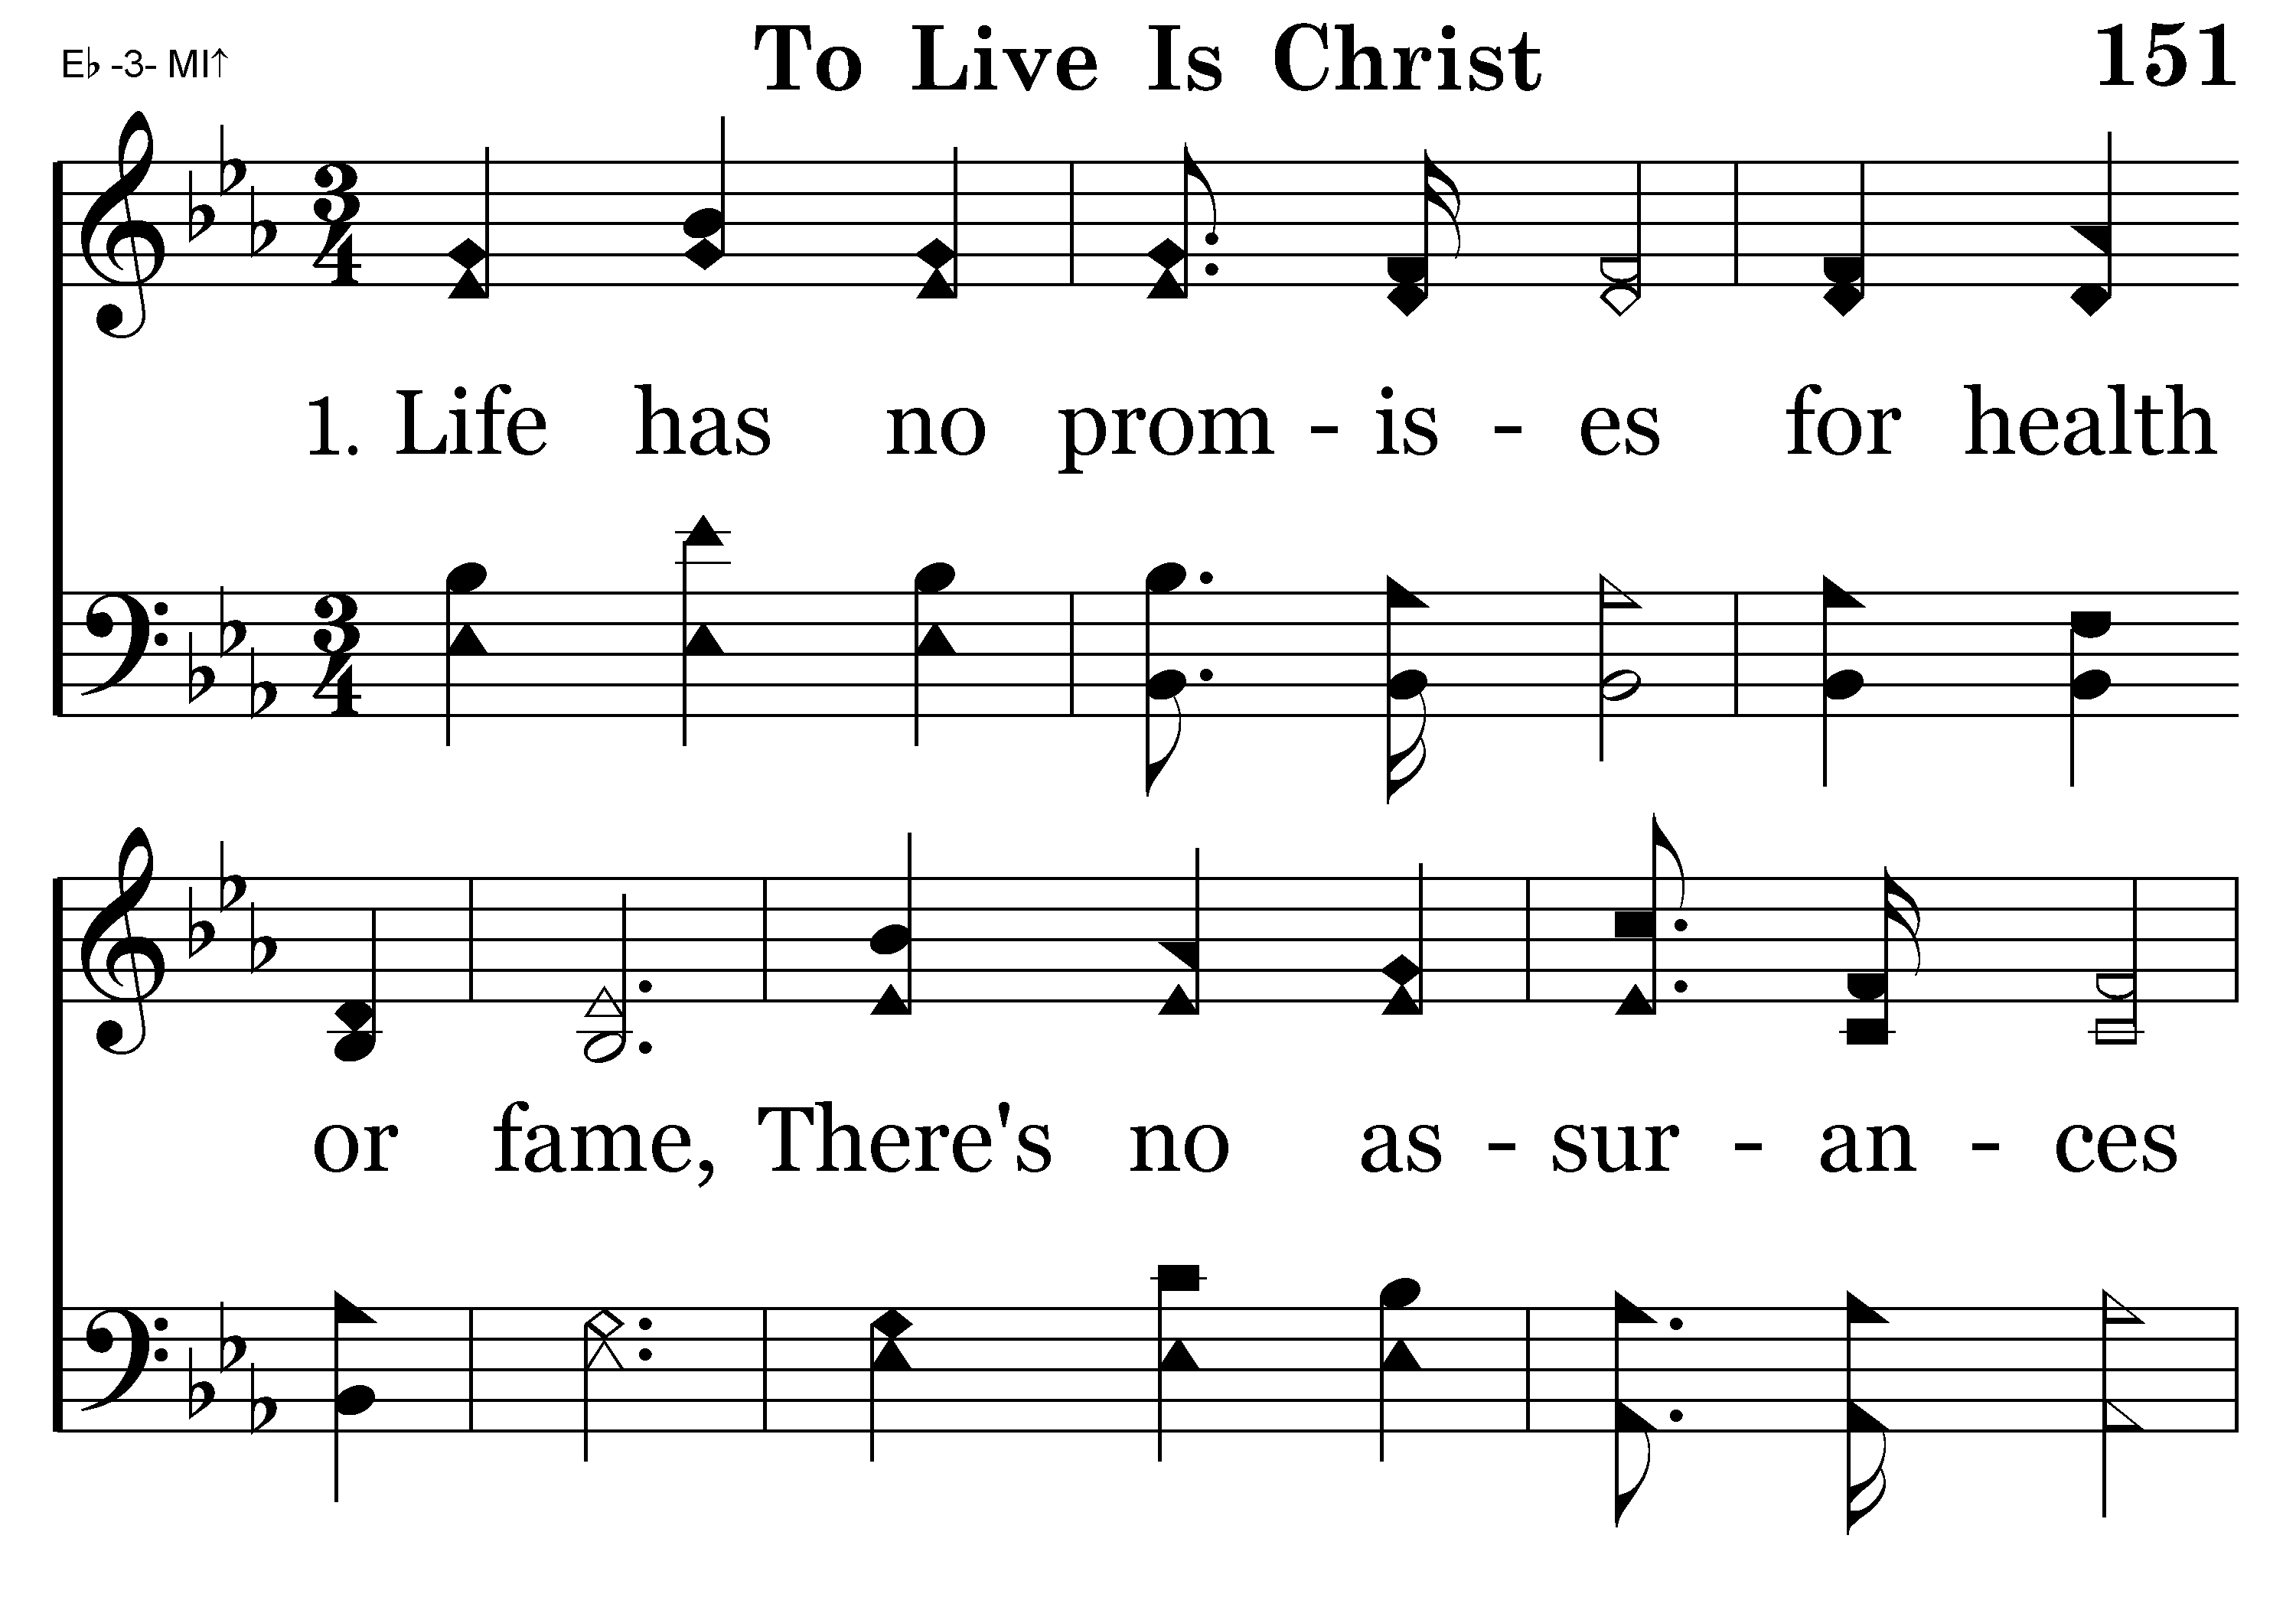 E♭ -3- MI↑ To Live Is Christ 151
1. Life has no prom - is - es for health
or fame, There's no as - sur - an - ces